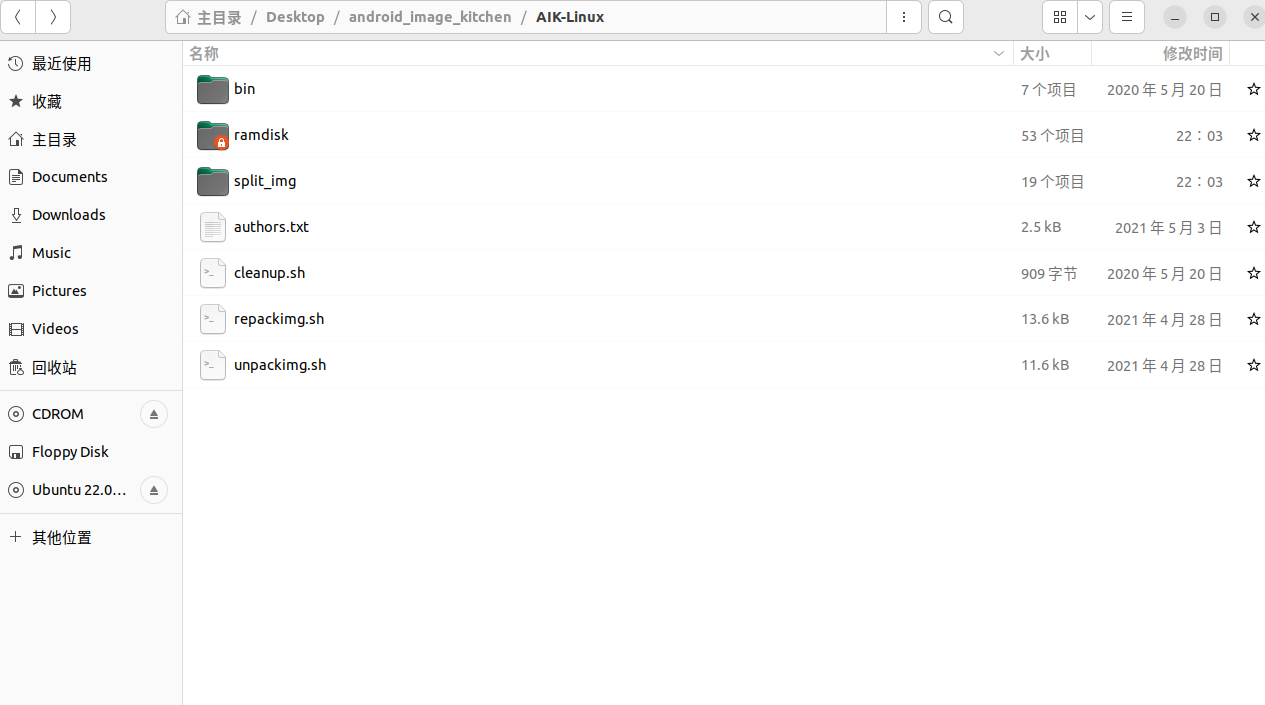 主目录 / Desktop / android_image_kitchen / AIK-Linux
最近使用
收藏
主目录
Documents
Downloads
Music
Pictures
Videos
回收站
CDROM
Floppy Disk
Ubuntu 22.0…
其他位置
名称 大小 修改时间
bin 7 个项目 2020 年 5 月 20 日
ramdisk 53 个项目 22：03
split_img 19 个项目 22：03
authors.txt 2.5 kB 2021 年 5 月 3 日
cleanup.sh 909 字节 2020 年 5 月 20 日
repackimg.sh 13.6 kB 2021 年 4 月 28 日
unpackimg.sh 11.6 kB 2021 年 4 月 28 日